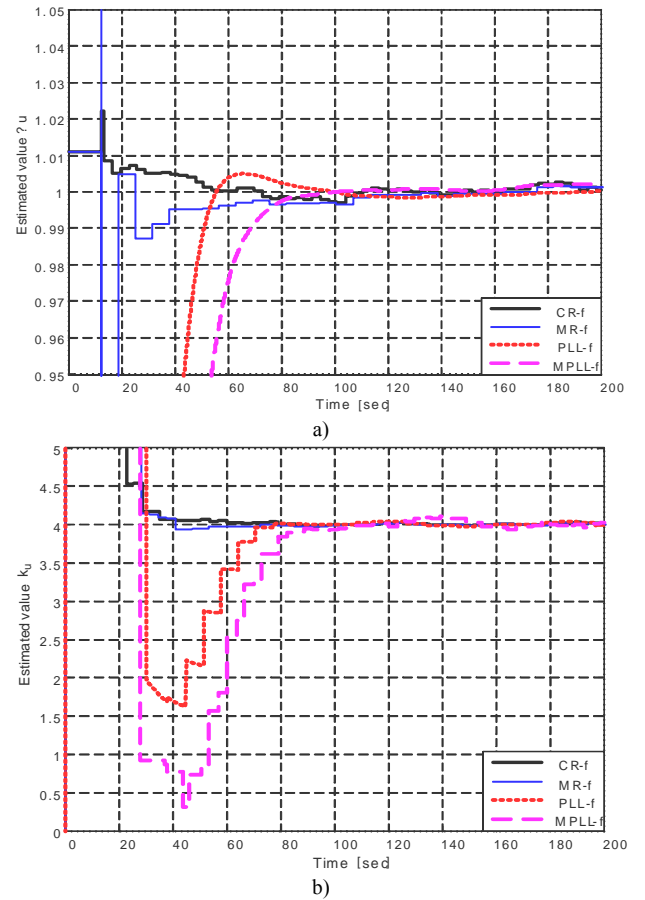 1.05
1.04
1.03
1.02
1.01
1
0.99
0.98
0.97
0.96
0.95
Estimated value ? u
0 20 40 60 80 100 120 140 160 180 200
Time [sec]
CR-f
MR-f
PLL-f
MPLL-f
a)
5
4.5
4
3.5
3
2.5
2
1.5
1
0.5
0
Estimated value ku
0 20 40 60 80 100 120 140 160 180 200
Time [sec]
CR-f
MR-f
PLL-f
MPLL-f
b)